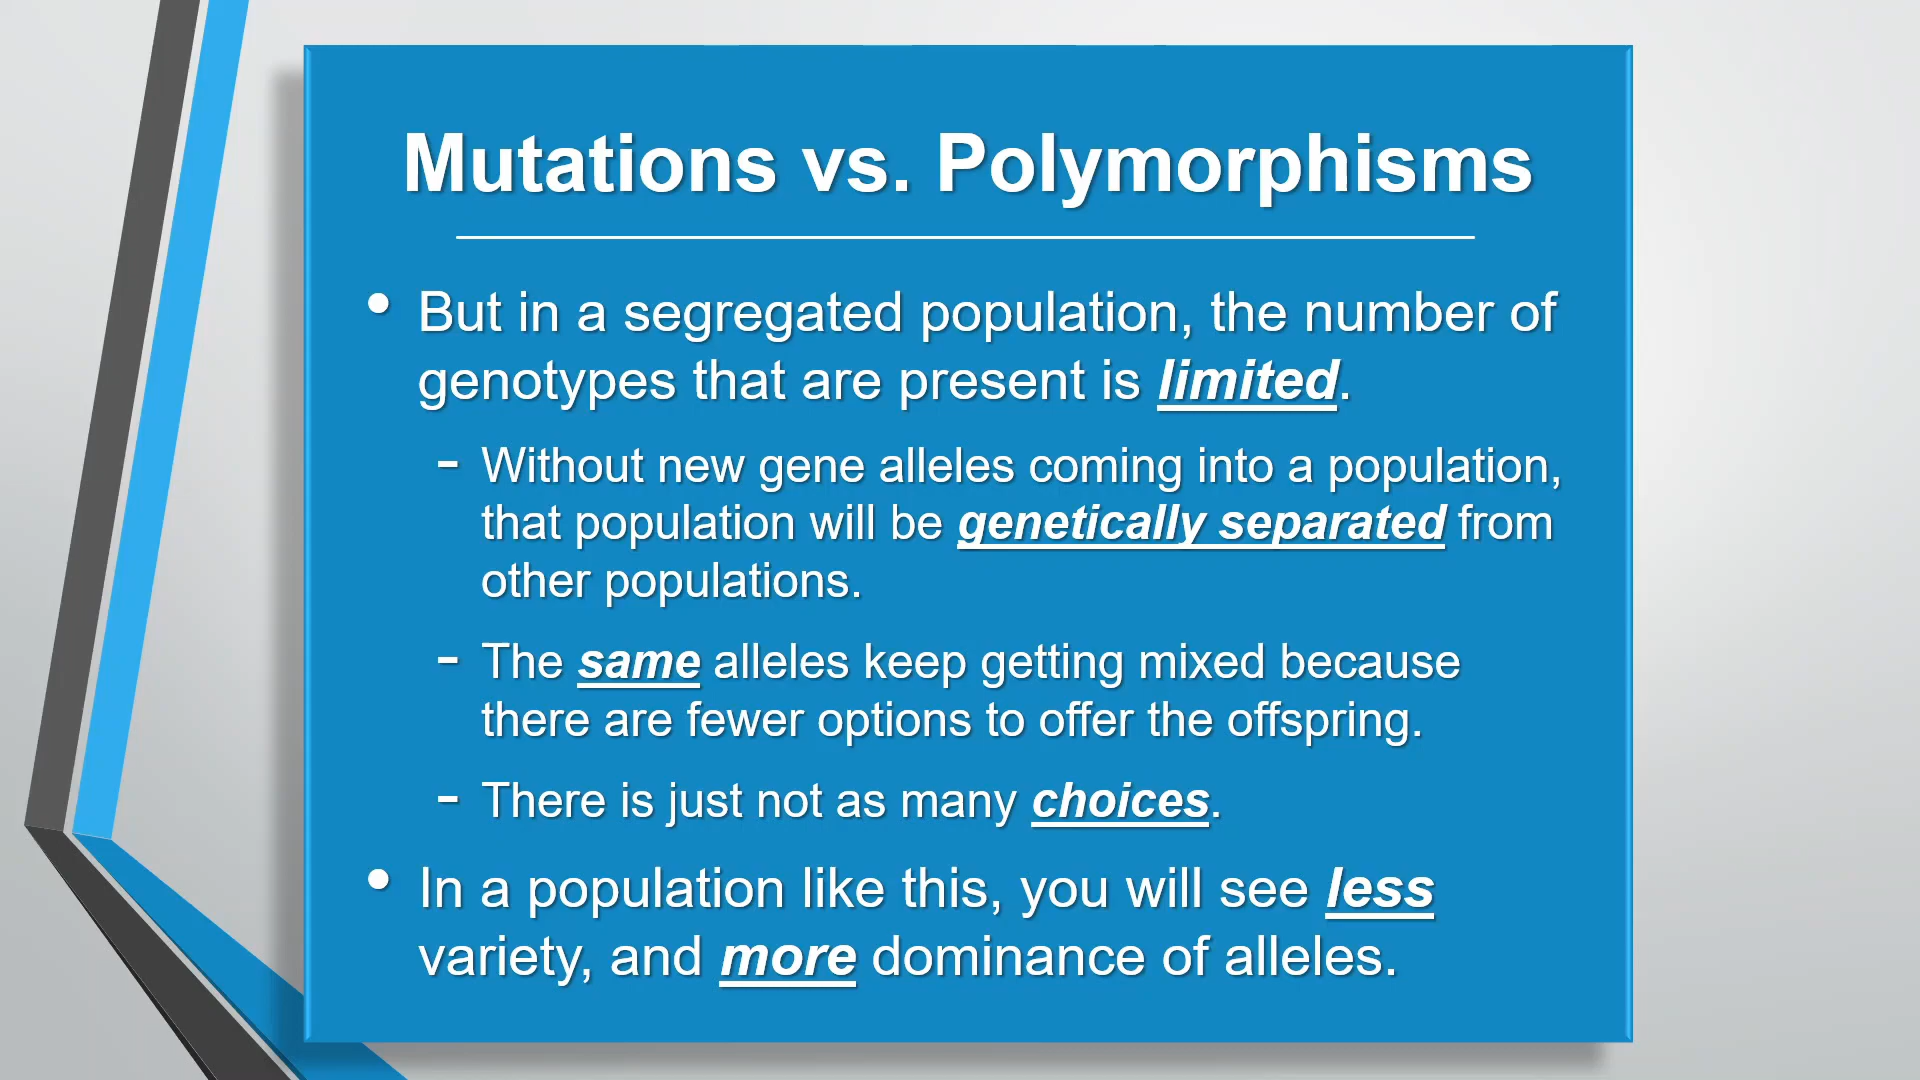 Mutations vs. Polymorphisms
• But in a segregated population, the number of
genotypes that are present is limited.
- Without new gene alleles coming into a population,
that population will be genetically separated from
other populations.
- The same alleles keep getting mixed because
there are fewer options to offer the offspring.
- There is just not as many choices.
• In a population like this, you will see less
variety, and more dominance of alleles.